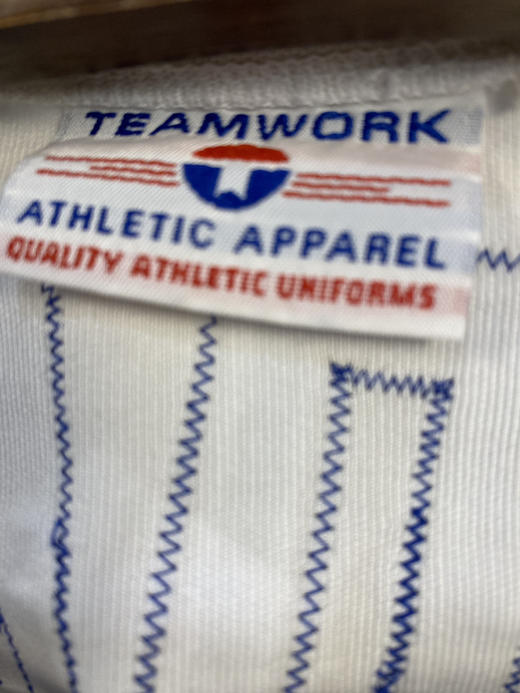 TEAMWORK
ATHLETIC APPAREL
QUALITY ATHLETIC UNIFORMS